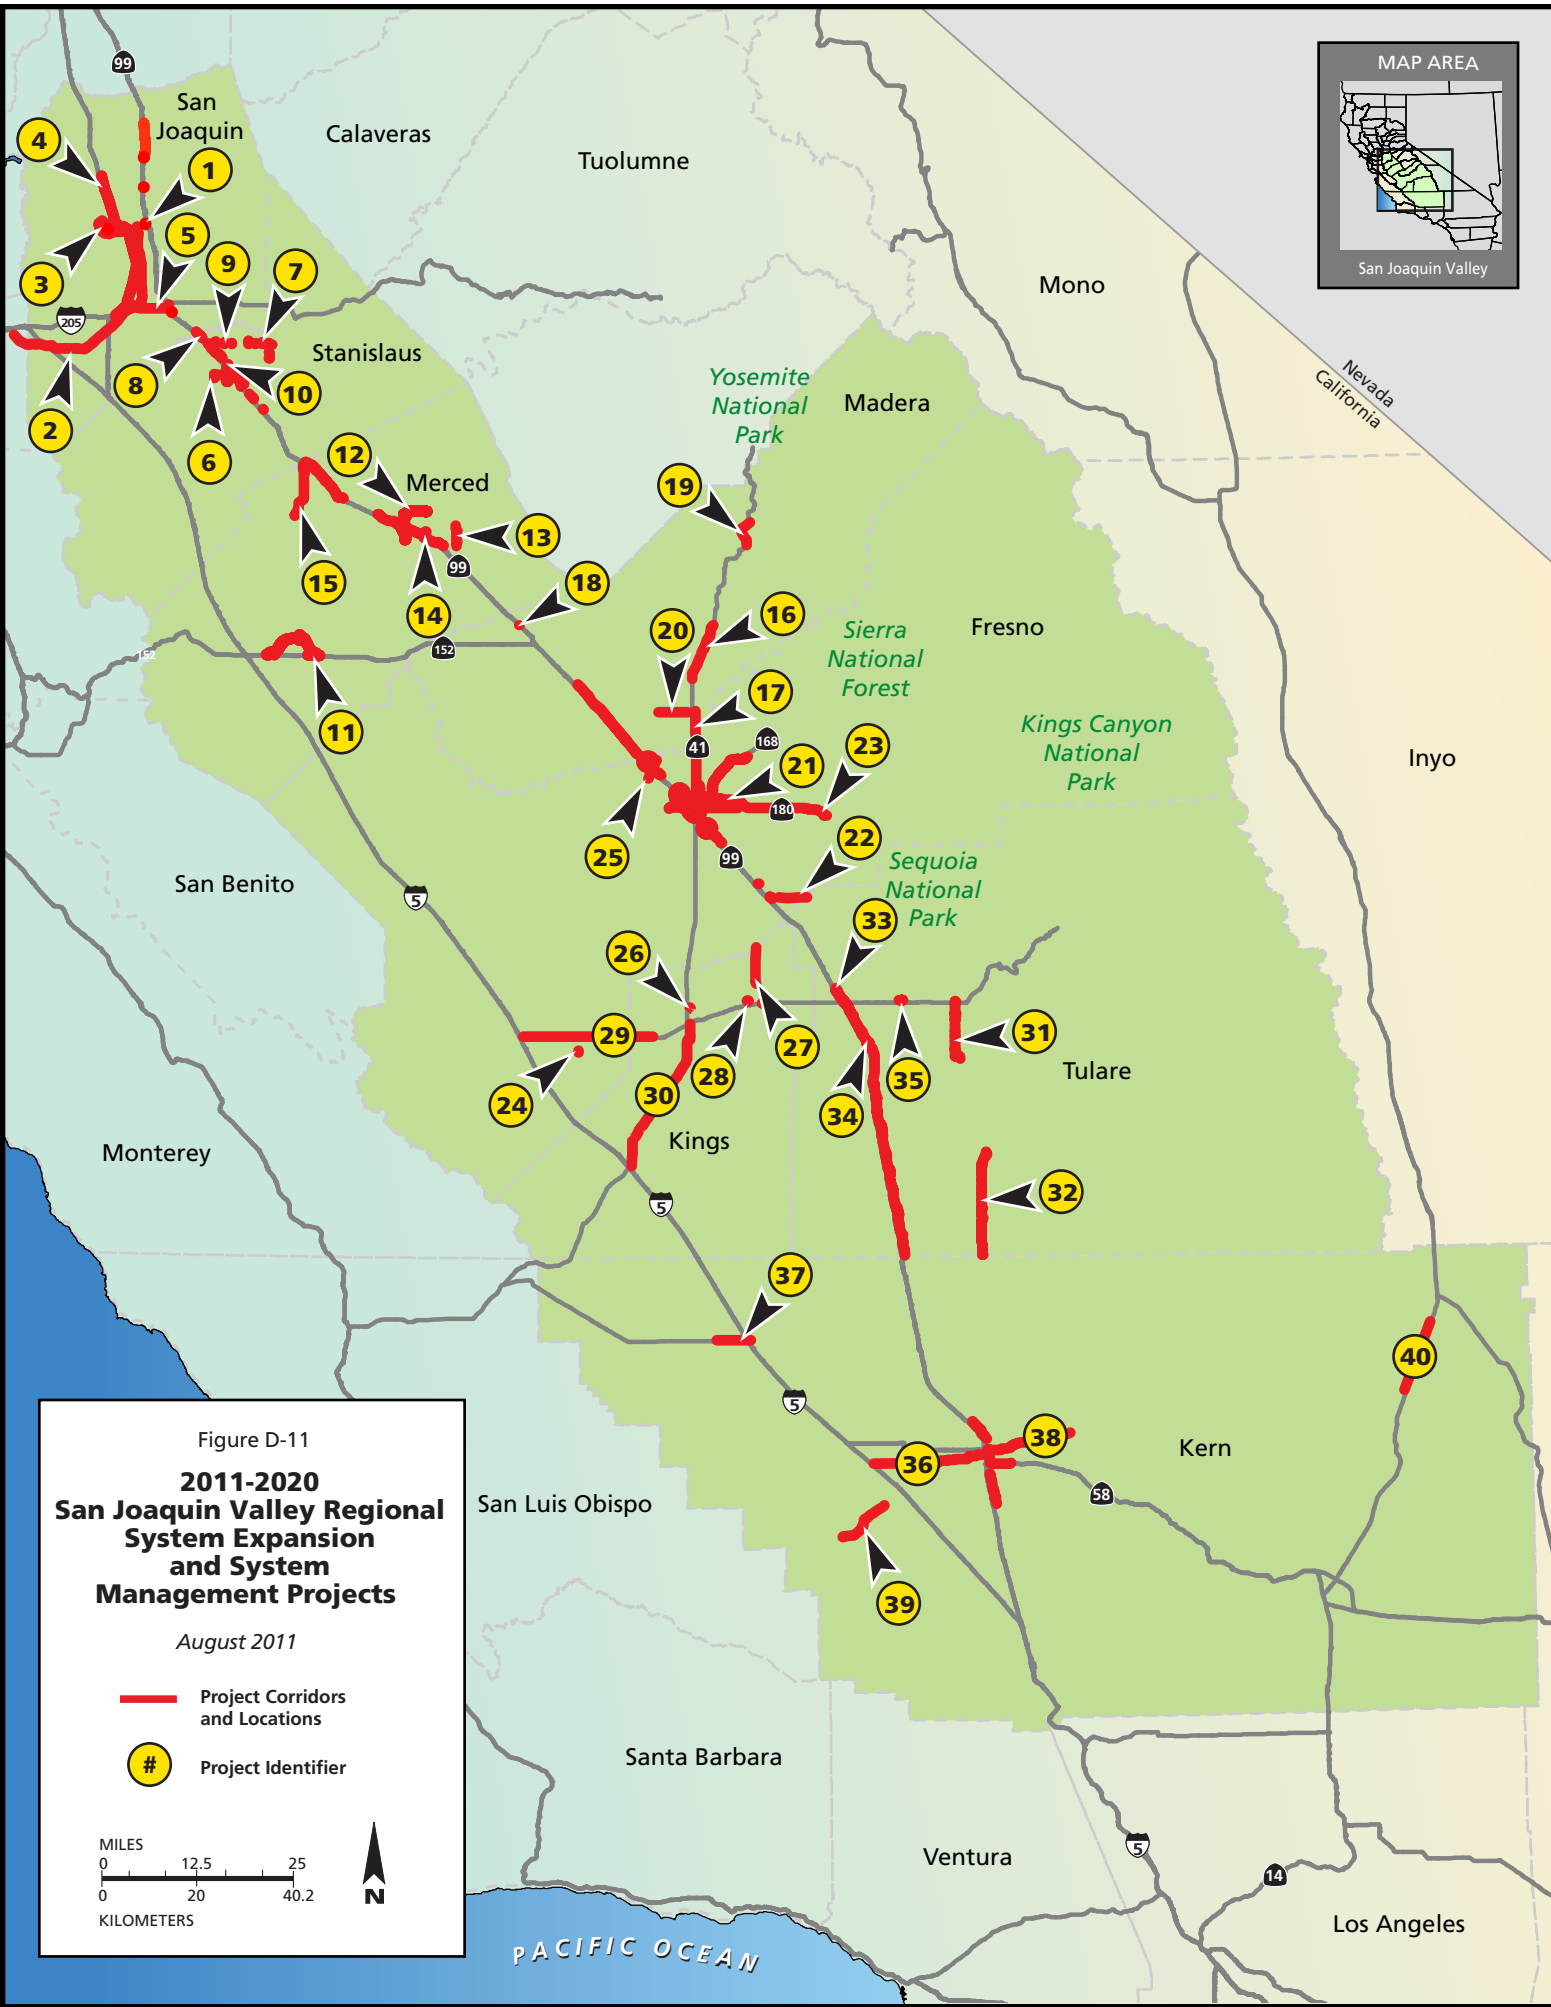 99
San
Joaquin
Calaveras
Tuolumne
MAP AREA
San Joaquin Valley
4
1
5
9
7
3
205
Mono
Stanislaus
8
10
2
6
Nevada
California
Yosemite
National
Park
Madera
12
Merced
19
13
15
14
99
18
152
152
11
20
16
Sierra
National
Forest
Fresno
17
41
168
21
23
180
Kings Canyon
National
Park
Inyo
25
22
99
Sequoia
National
Park
San Benito
5
33
26
29
27
31
28
35
24
30
34
Tulare
Kings
Monterey
32
5
37
40
5
38
36
Kern
58
San Luis Obispo
39
Figure D-11
2011-2020
San Joaquin Valley Regional
System Expansion
and System
Management Projects
August 2011
Project Corridors
and Locations
# Project Identifier
MILES
0 12.5 25
0 20 40.2
KILOMETERS
N
Santa Barbara
Ventura
5
14
Los Angeles
PACIFIC OCEAN